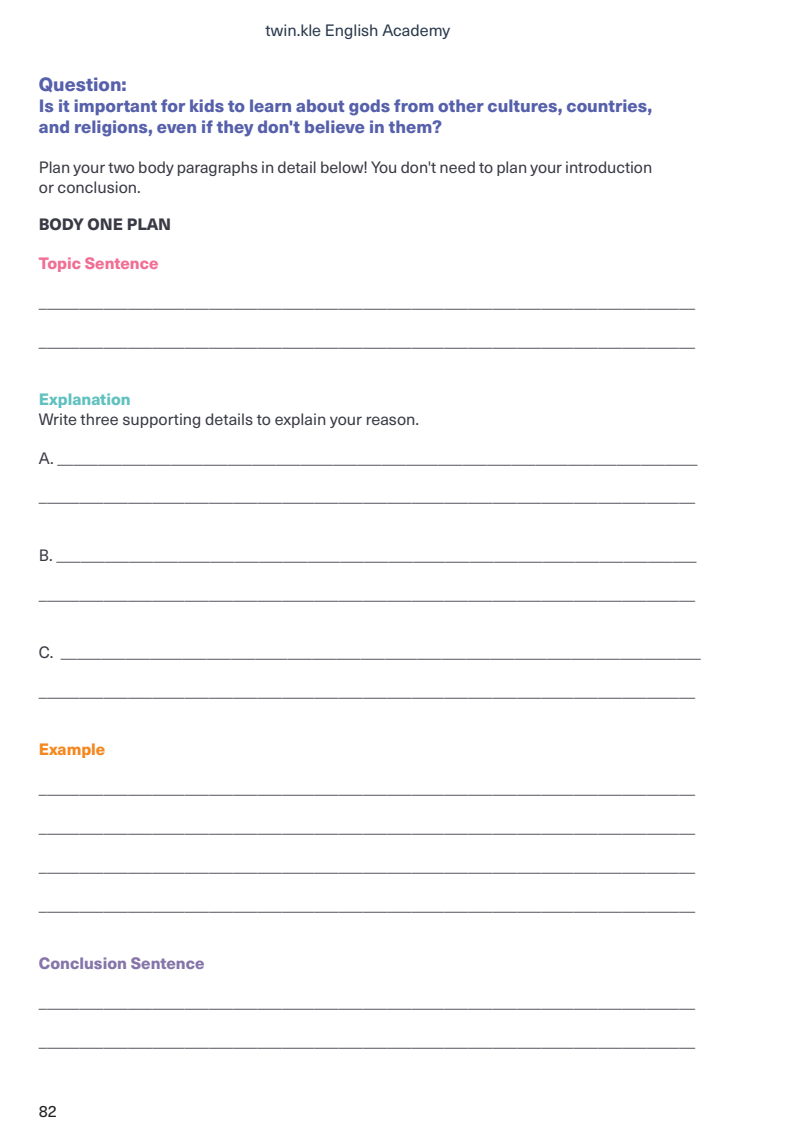 twin.kle English Academy
Question:
Is it important for kids to learn about gods from other cultures, countries,
and religions, even if they don't believe in them?
Plan your two body paragraphs in detail below! You don't need to plan your introduction
or conclusion.
BODY ONE PLAN
Topic Sentence
Explanation
Write three supporting details to explain your reason.
A.
B.
C.
Example
Conclusion Sentence
82